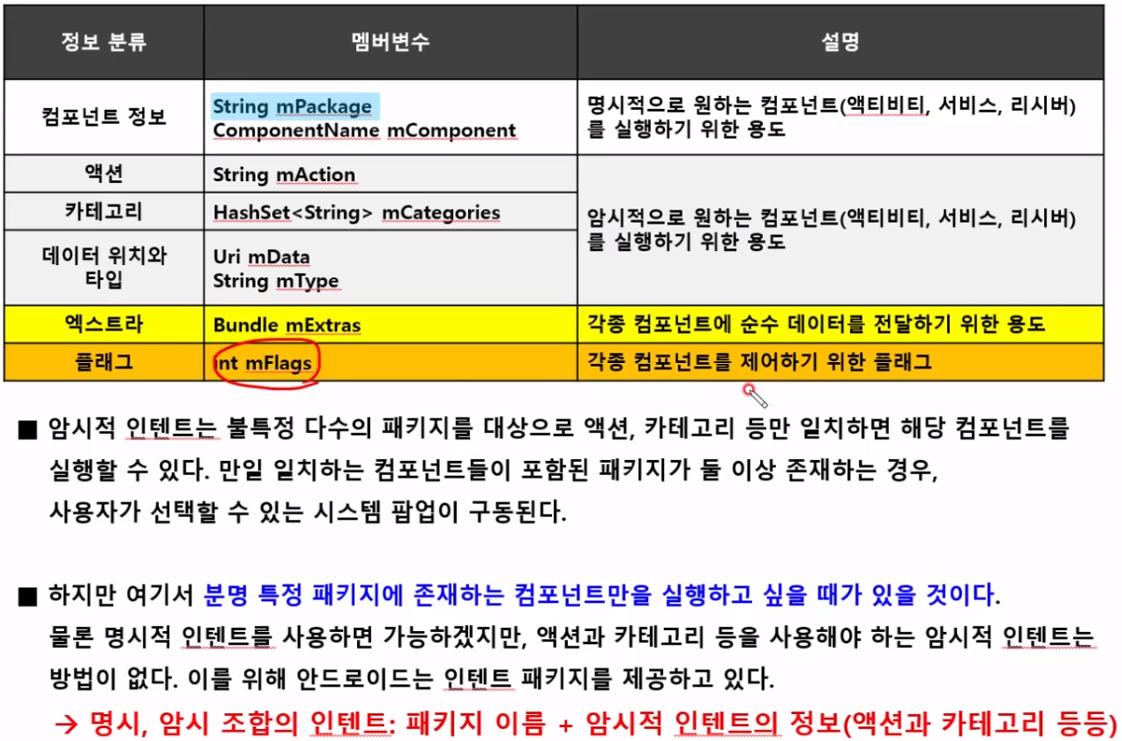 정보 분류 멤버변수 설명
컴포넌트 정보
String mPackage
ComponentName mComponent
명시적으로 원하는 컴포넌트(액티비티, 서비스, 리시버)
를 실행하기 위한 용도
액션
String mAction
카테고리
HashSet<String> mCategories
데이터 위치와
타입
Uri mData
String mType
암시적으로 원하는 컴포넌트(액티비티, 서비스, 리시버)
를 실행하기 위한 용도
엑스트라
Bundle mExtras
각종 컴포넌트에 순수 데이터를 전달하기 위한 용도
플래그
int mFlags
각종 컴포넌트를 제어하기 위한 플래그
■ 암시적 인텐트는 불특정 다수의 패키지를 대상으로 액션, 카테고리 등만 일치하면 해당 컴포넌트를
실행할 수 있다. 만일 일치하는 컴포넌트들이 포함된 패키지가 둘 이상 존재하는 경우,
사용자가 선택할 수 있는 시스템 팝업이 구동된다.
■ 하지만 여기서 분명 특정 패키지에 존재하는 컴포넌트만을 실행하고 싶을 때가 있을 것이다.
물론 명시적 인텐트를 사용하면 가능하겠지만, 액션과 카테고리 등을 사용해야 하는 암시적 인텐트는
방법이 없다. 이를 위해 안드로이드는 인텐트 패키지를 제공하고 있다.
→ 명시, 암시 조합의 인텐트: 패키지 이름 + 암시적 인텐트의 정보(액션과 카테고리 등등)